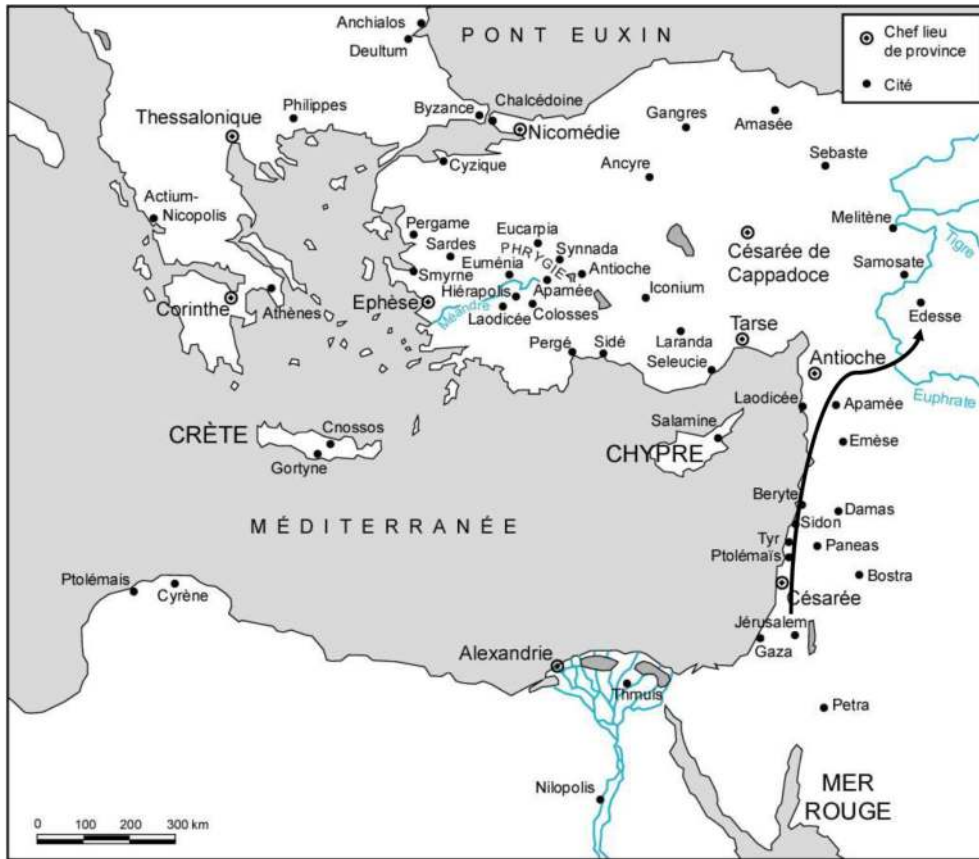 Anchialos
Deultum
PONT EUXIN
Chef lieu
de province
Cité
Thessalonique
Philippes
Byzance
Chalcédoine
Nicomédie
Gangres
Amasée
Cyzique
Ancyre
Sebaste
Actium-
Nicopolis
Pergame
Sardes
Eucarpia
PHRYGIE
Synnada
Euménia
Antioche
Smyrne
Hiérapolis
Apamée
Césarée de
Cappadoce
Melitène
Tigre
Samosate
Corinthe
Athènes
Ephèse
Méandre
Laodicée
Colosses
Iconium
Edesse
Pergé
Sidé
Laranda
Seleucie
Tarse
Antioche
Euphrate
Laodicée
Apamée
CRÈTE
Cnossos
Gortyne
Salamine
CHYPRE
Emèse
MÉDITERRANÉE
Beryte
Damas
Sidon
Tyr
Paneas
Ptolémaïs
Bostra
Ptolémais
Cyrène
Césarée
Jérusalem
Gaza
Alexandrie
Thmuis
Petra
Nilopolis
MER
ROUGE
0 100 200 300 km